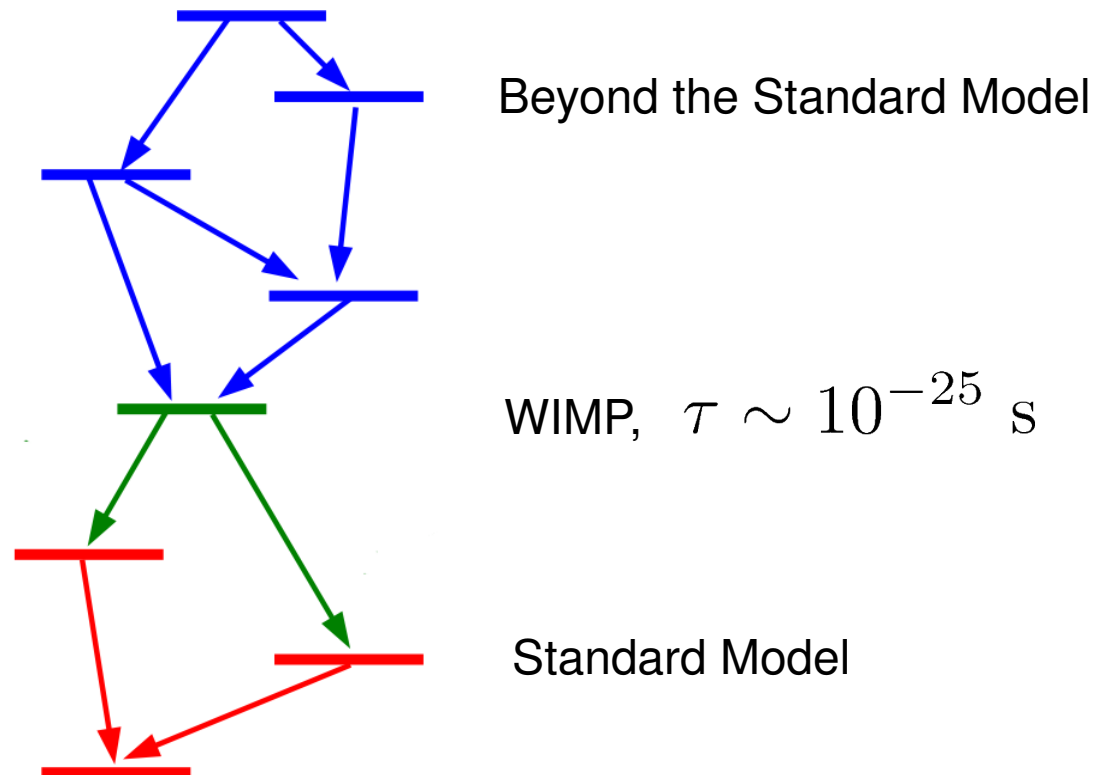 Beyond the Standard Model
WIMP, τ ∼ 10⁻²⁵ s
Standard Model